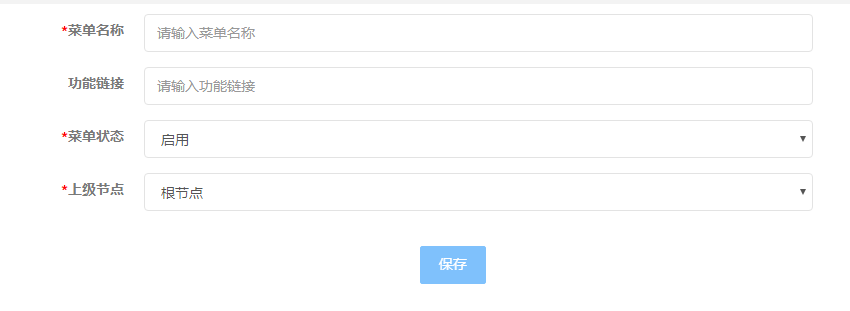 *菜单名称 请输入菜单名称
功能链接 请输入功能链接
*菜单状态 启用
*上级节点 根节点
保存